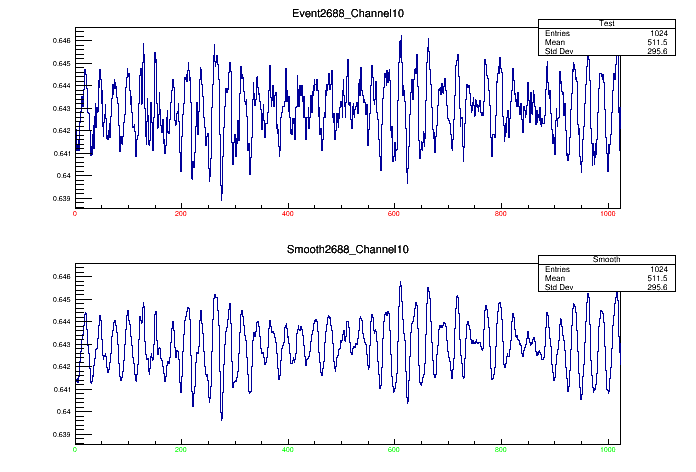 Event2688_Channel10
Test
Entries 1024
Mean 511.5
Std Dev 295.6
0.646
0.645
0.644
0.643
0.642
0.641
0.64
0.639
0 200 400 600 800 1000
Smooth2688_Channel10
Smooth
Entries 1024
Mean 511.5
Std Dev 295.6
0.646
0.645
0.644
0.643
0.642
0.641
0.64
0.639
0 200 400 600 800 1000